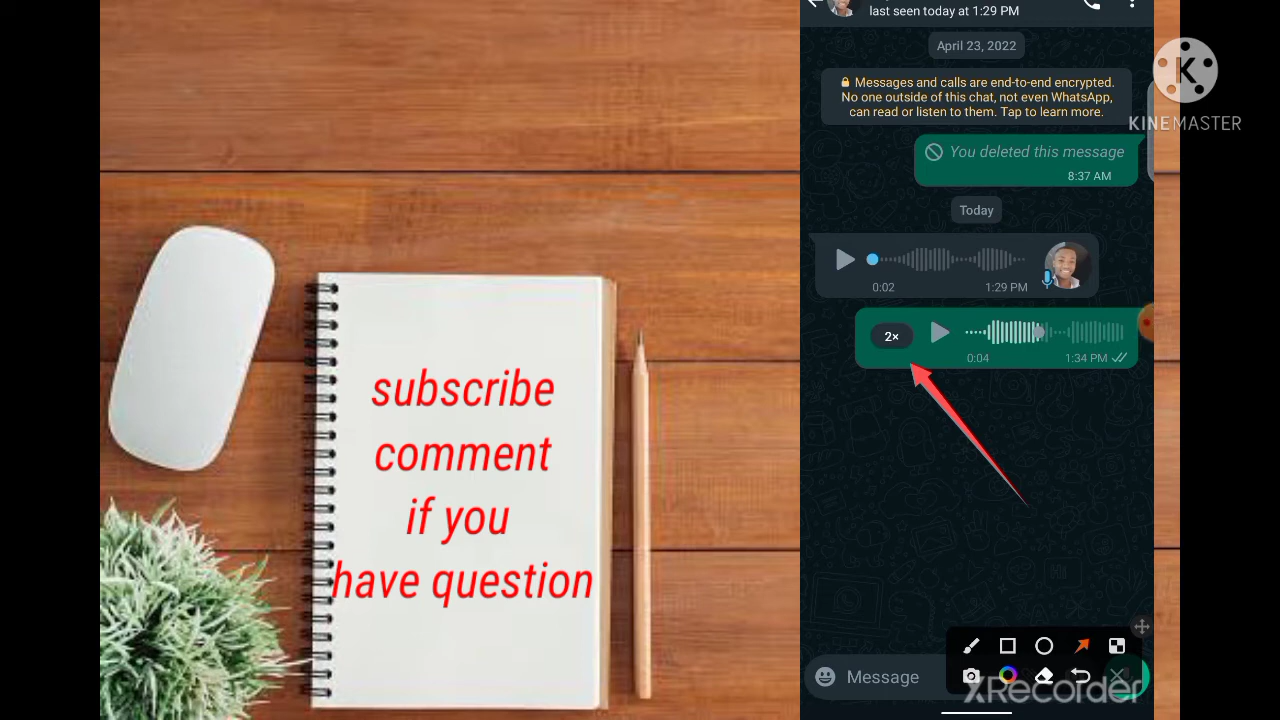 subscribe
comment
if you
have question
last seen today at 1:29 PM
April 23, 2022
Messages and calls are end-to-end encrypted.
No one outside of this chat, not even WhatsApp,
can read or listen to them. Tap to learn more.
You deleted this message
8:37 AM
Today
0:02 1:29 PM
2×
0:04 1:34 PM
Message
K
KINEMASTER
XRecorder